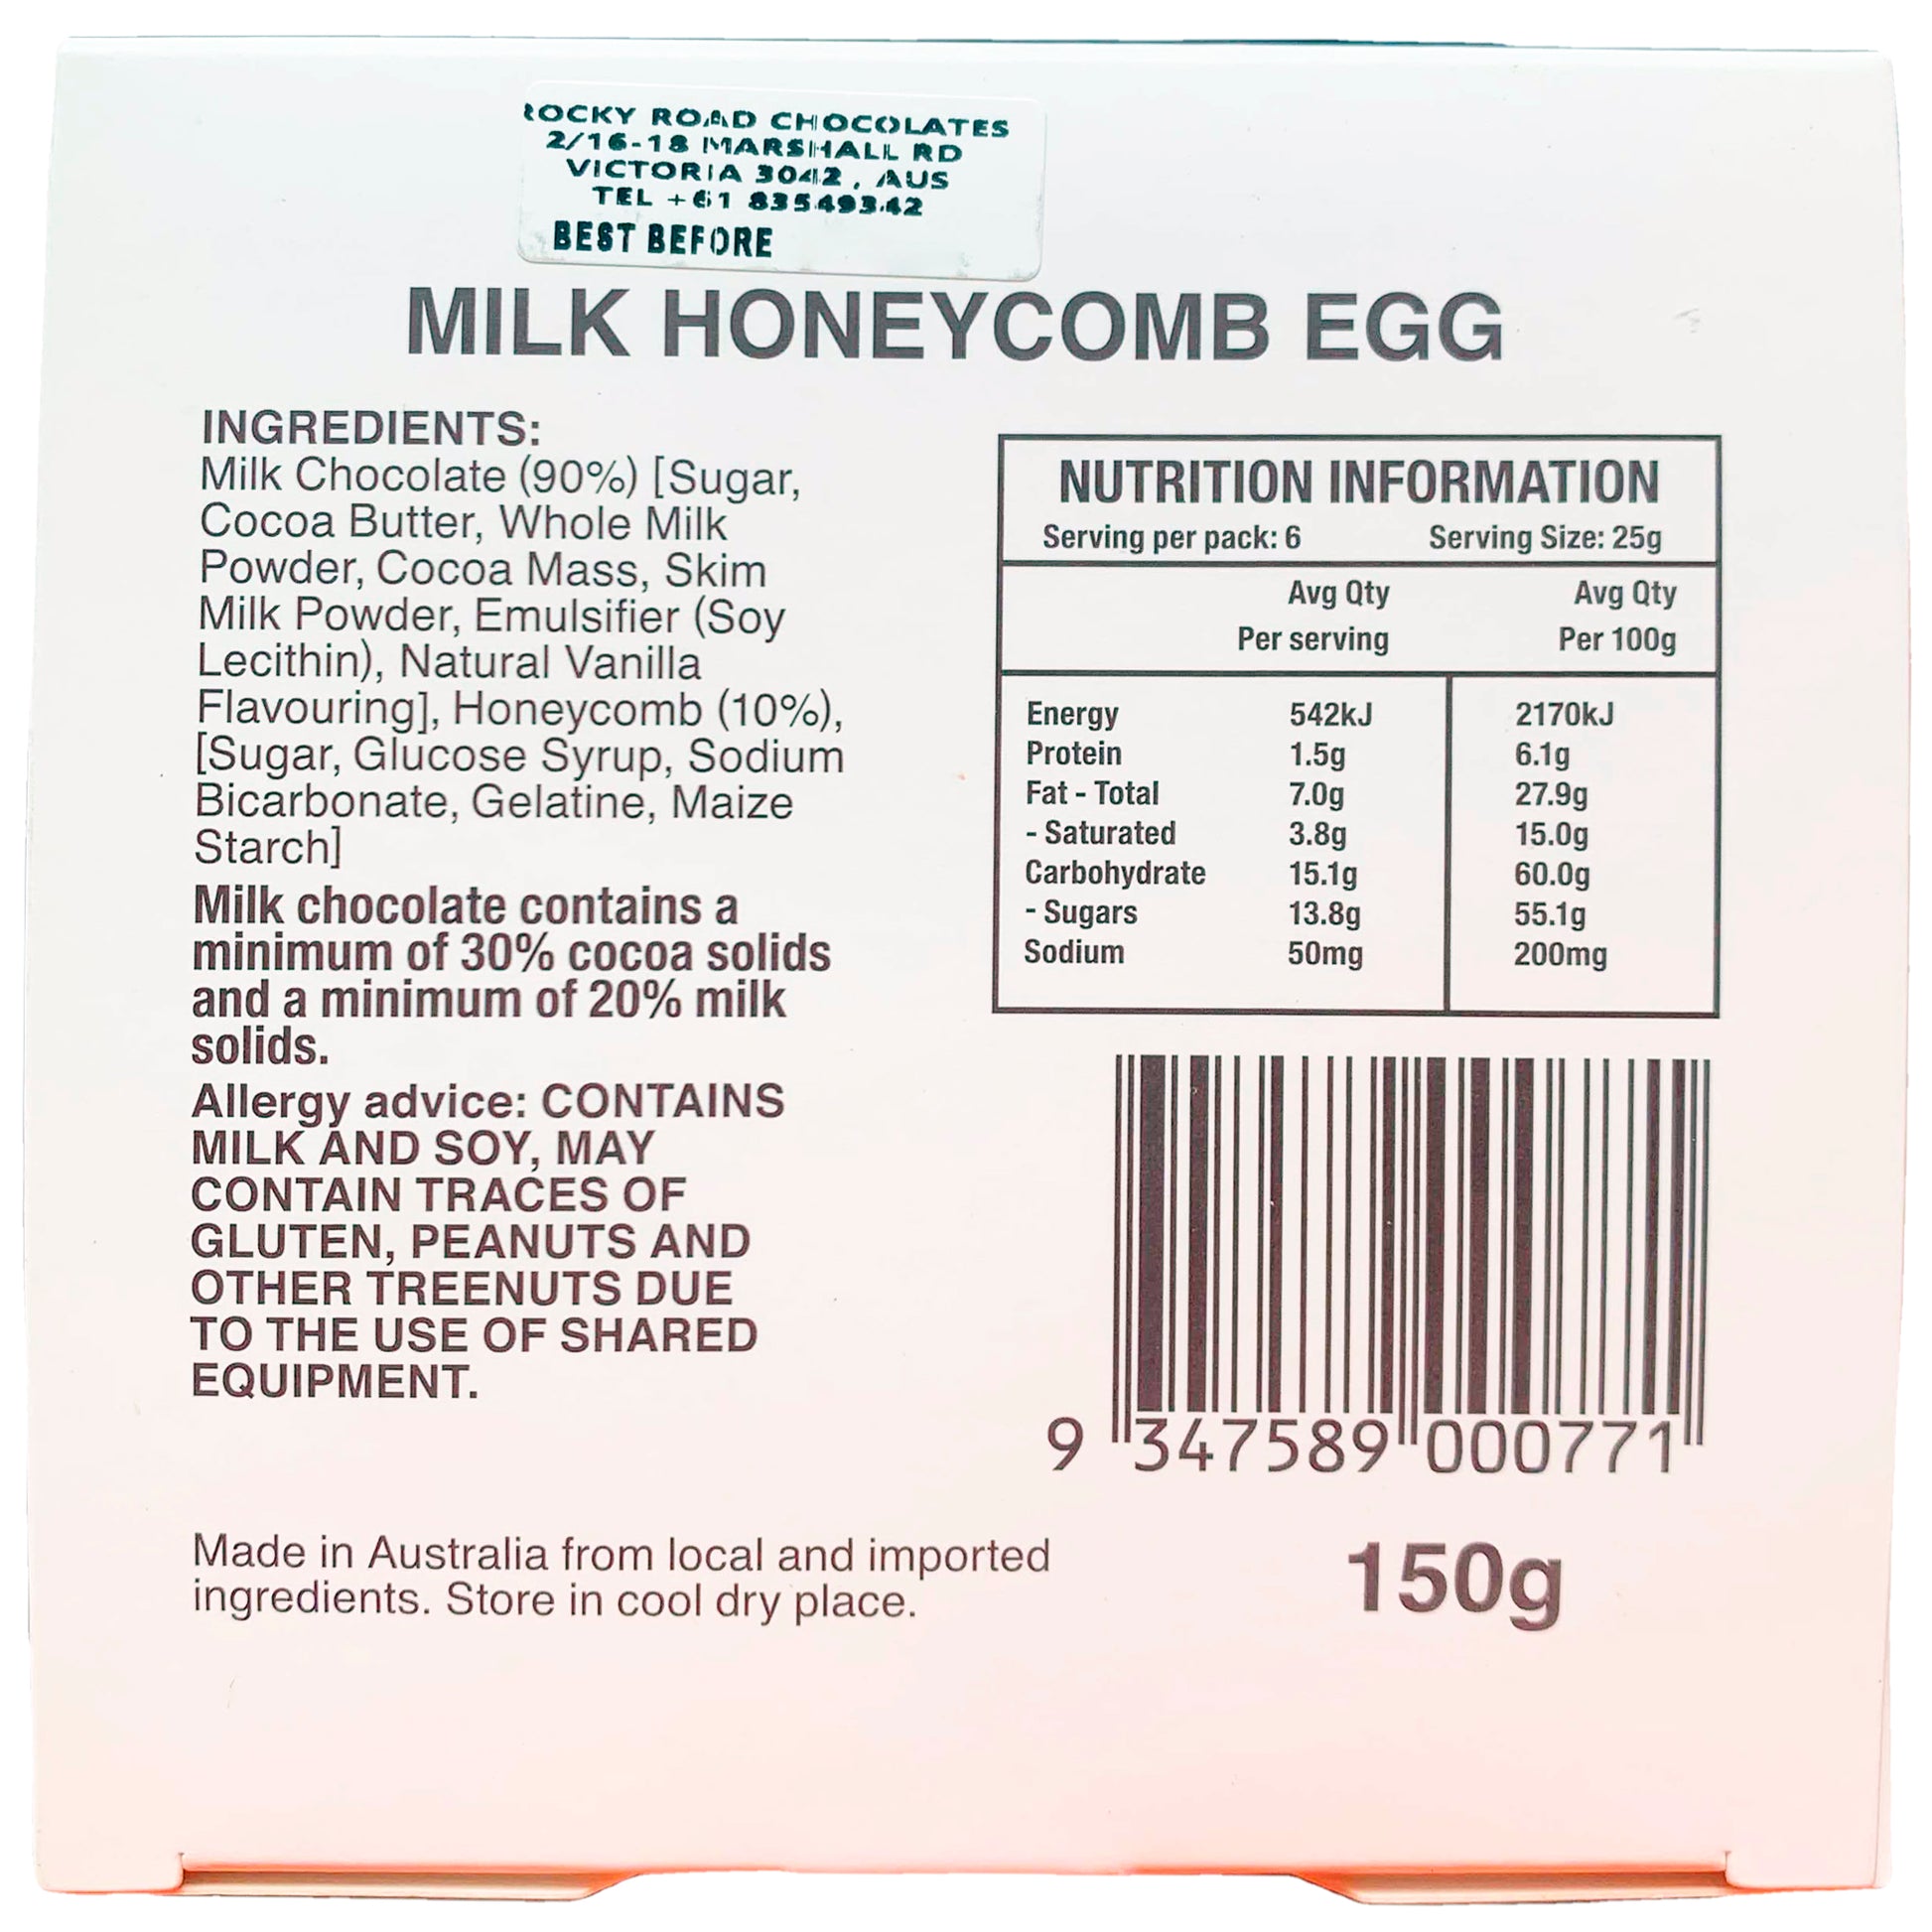 ROCKY ROAD CHOCOLATES
2/16-18 MARSHALL RD
VICTORIA 3042, AUS
TEL +61 83549342
BEST BEFORE
MILK HONEYCOMB EGG
INGREDIENTS:
Milk Chocolate (90%) [Sugar,
Cocoa Butter, Whole Milk
Powder, Cocoa Mass, Skim
Milk Powder, Emulsifier (Soy
Lecithin), Natural Vanilla
Flavouring], Honeycomb (10%),
[Sugar, Glucose Syrup, Sodium
Bicarbonate, Gelatine, Maize
Starch]
Milk chocolate contains a
minimum of 30% cocoa solids
and a minimum of 20% milk
solids.
Allergy advice: CONTAINS
MILK AND SOY, MAY
CONTAIN TRACES OF
GLUTEN, PEANUTS AND
OTHER TREENUTS DUE
TO THE USE OF SHARED
EQUIPMENT.
Made in Australia from local and imported
ingredients. Store in cool dry place.
NUTRITION INFORMATION
Serving per pack: 6 Serving Size: 25g
Avg Qty Avg Qty
Per serving Per 100g
Energy 542kJ 2170kJ
Protein 1.5g 6.1g
Fat - Total 7.0g 27.9g
- Saturated 3.8g 15.0g
Carbohydrate 15.1g 60.0g
- Sugars 13.8g 55.1g
Sodium 50mg 200mg
9 347589 000771
150g